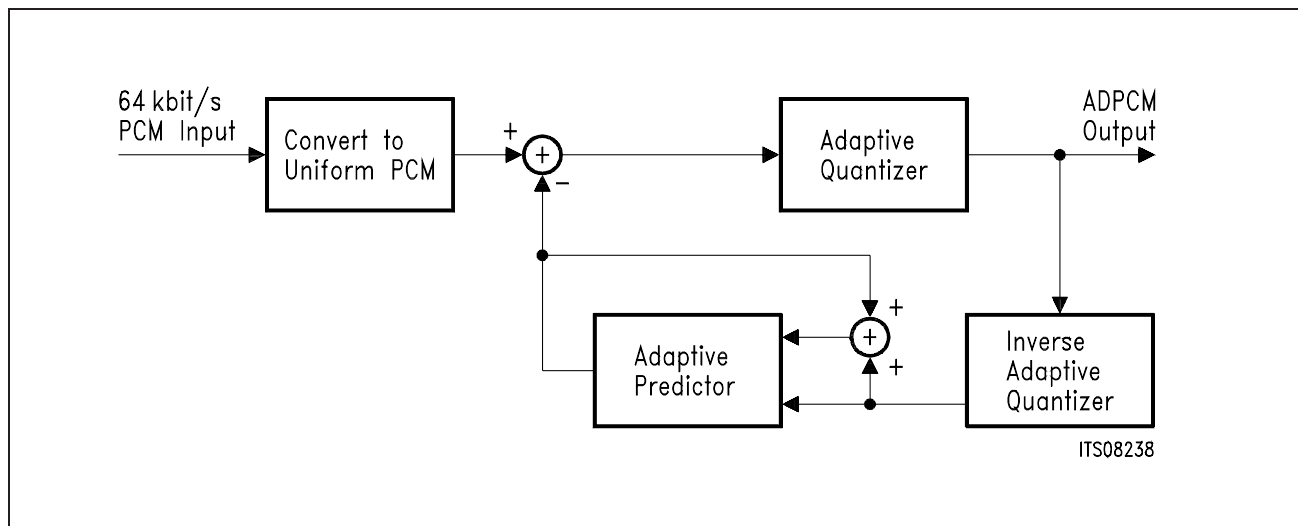 64 kbit/s
PCM Input
Convert to
Uniform PCM
+
+
−
Adaptive
Quantizer
ADPCM
Output
Adaptive
Predictor
+
+
+
Inverse
Adaptive
Quantizer
ITS08238